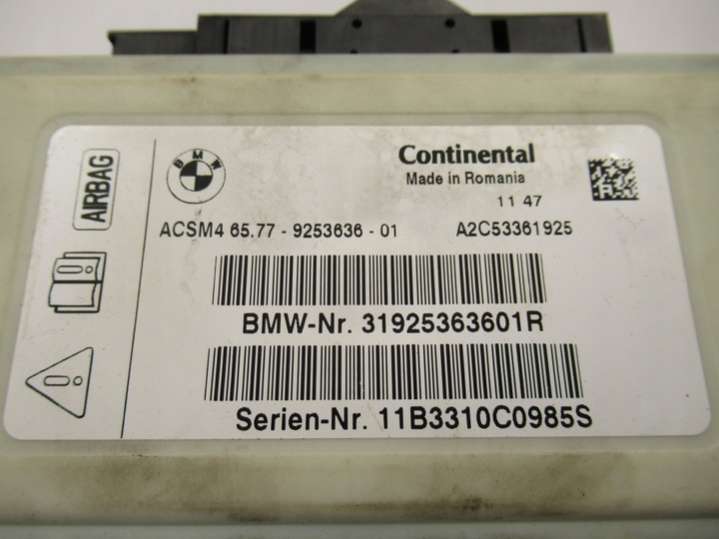 AIRBAG
BMW
Continental
Made in Romania
11 47
ACSM4 65.77 - 9253636 - 01 A2C53361925
BMW-Nr. 31925363601R
Serien-Nr. 11B3310C0985S